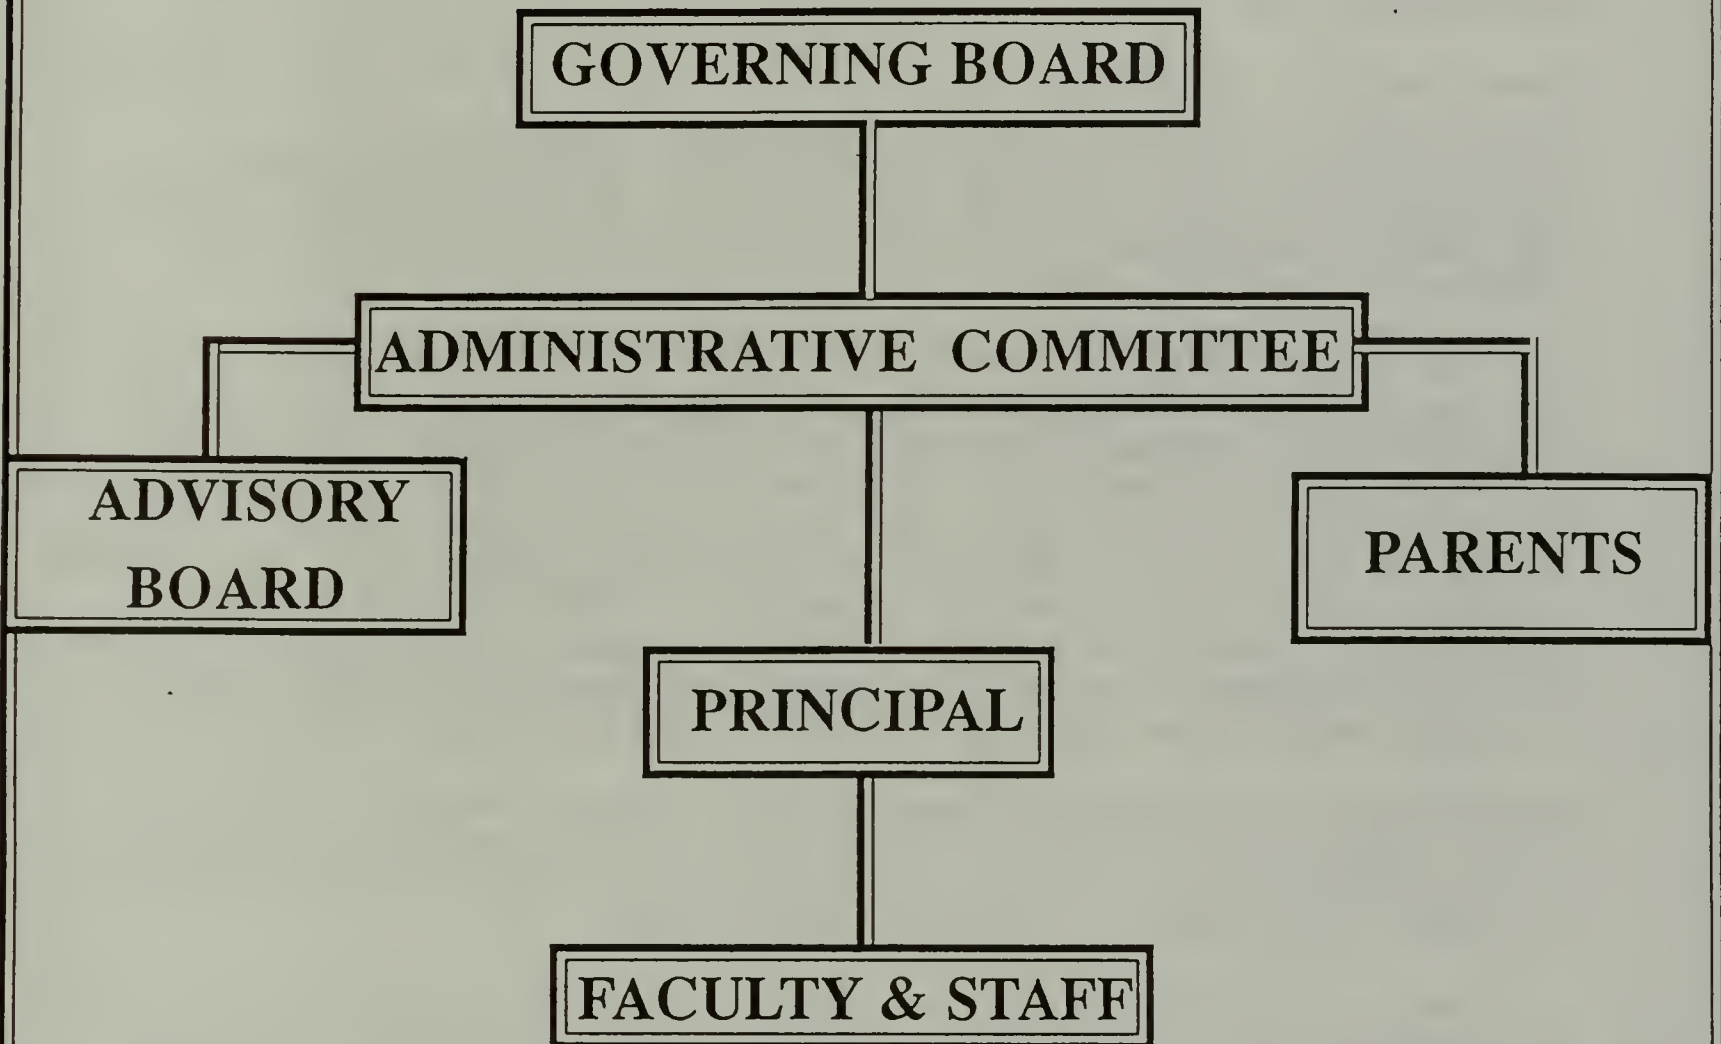 GOVERNING BOARD
ADMINISTRATIVE COMMITTEE
ADVISORY
BOARD
PARENTS
PRINCIPAL
FACULTY & STAFF